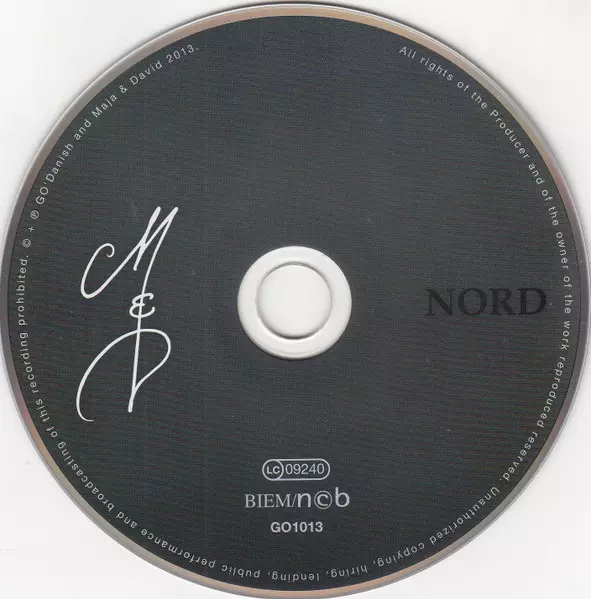 © + ℗ GO'Danish and Maja & David 2013.
All rights of the Producer and of the owner of the work reproduced reserved. Unauthorized copying, hiring, lending, public performance and broadcasting of this recording prohibited.
M
&
D
NORD
LC 09240
BIEM/n©b
GO1013